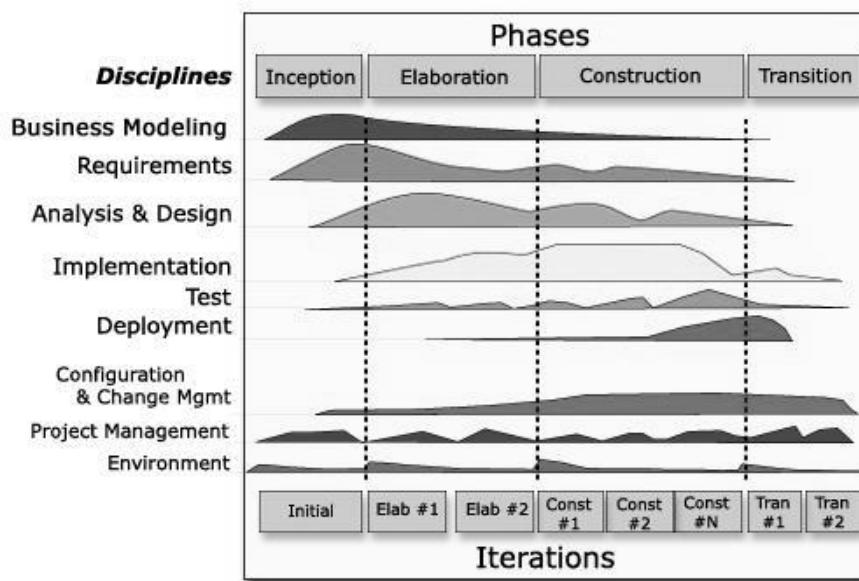 Phases
Disciplines
Inception
Elaboration
Construction
Transition
Business Modeling
Requirements
Analysis & Design
Implementation
Test
Deployment
Configuration
& Change Mgmt
Project Management
Environment
Initial
Elab #1
Elab #2
Const
#1
Const
#2
Const
#N
Tran
#1
Tran
#2
Iterations